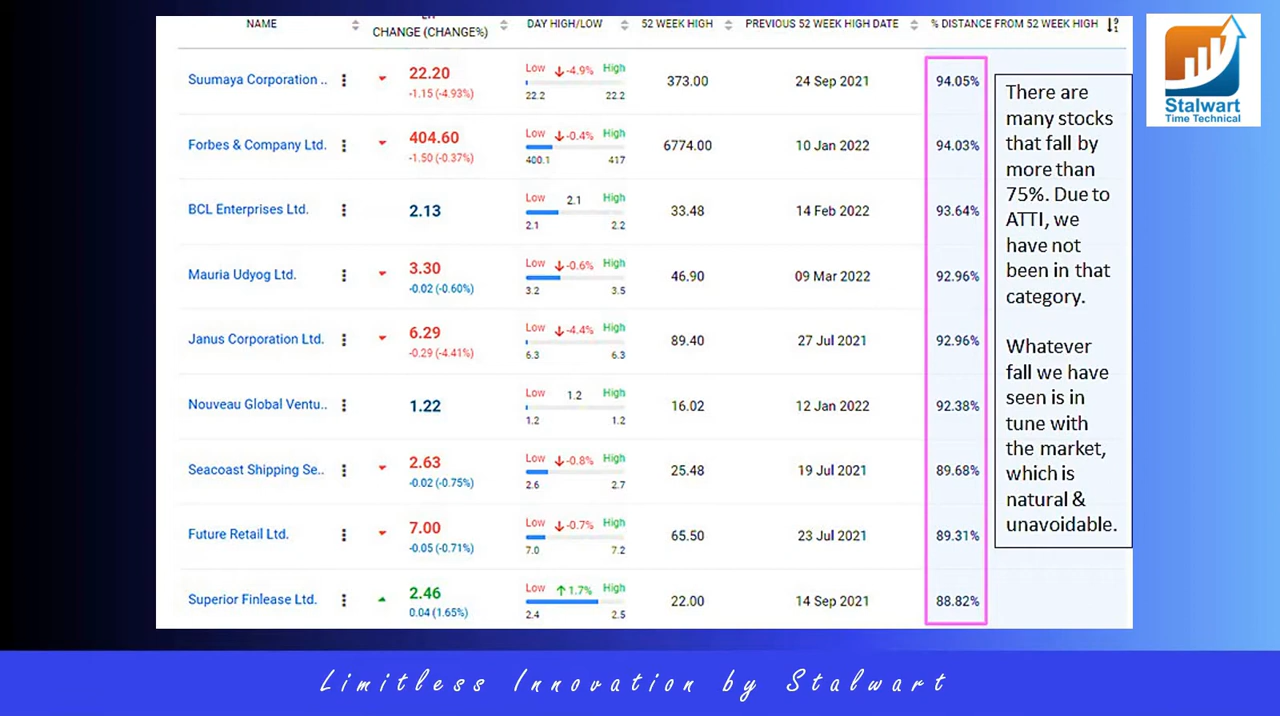 NAME
CHANGE (CHANGE%)
DAY HIGH/LOW
52 WEEK HIGH
PREVIOUS 52 WEEK HIGH DATE
% DISTANCE FROM 52 WEEK HIGH
Suumaya Corporation ..
22.20
-1.15 (-4.93%)
Low -4.9% High
22.2 22.2
373.00
24 Sep 2021
94.05%
Forbes & Company Ltd.
404.60
-1.50 (-0.37%)
Low -0.4% High
400.1 417
6774.00
10 Jan 2022
94.03%
BCL Enterprises Ltd.
2.13
Low 2.1 High
2.1 2.2
33.48
14 Feb 2022
93.64%
Mauria Udyog Ltd.
3.30
-0.02 (-0.60%)
Low -0.6% High
3.2 3.5
46.90
09 Mar 2022
92.96%
Janus Corporation Ltd.
6.29
-0.29 (-4.41%)
Low -4.4% High
6.3 6.3
89.40
27 Jul 2021
92.96%
Nouveau Global Ventu..
1.22
Low 1.2 High
1.2 1.2
16.02
12 Jan 2022
92.38%
Seacoast Shipping Se..
2.63
-0.02 (-0.75%)
Low -0.8% High
2.6 2.7
25.48
19 Jul 2021
89.68%
Future Retail Ltd.
7.00
-0.05 (-0.71%)
Low -0.7% High
7.0 7.2
65.50
23 Jul 2021
89.31%
Superior Finlease Ltd.
2.46
0.04 (1.65%)
Low 1.7% High
2.4 2.5
22.00
14 Sep 2021
88.82%
There are
many stocks
that fall by
more than
75%. Due to
ATTI, we
have not
been in that
category.
Whatever
fall we have
seen is in
tune with
the market,
which is
natural &
unavoidable.
Stalwart
Time Technical
Limitless Innovation by Stalwart